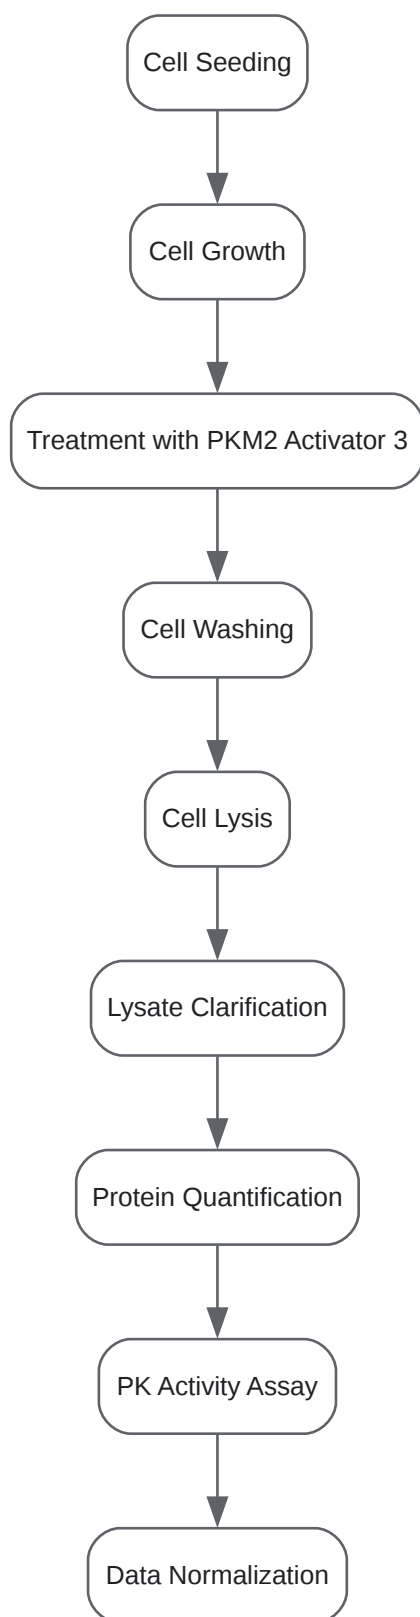 Cell Seeding
Cell Growth
Treatment with PKM2 Activator 3
Cell Washing
Cell Lysis
Lysate Clarification
Protein Quantification
PK Activity Assay
Data Normalization